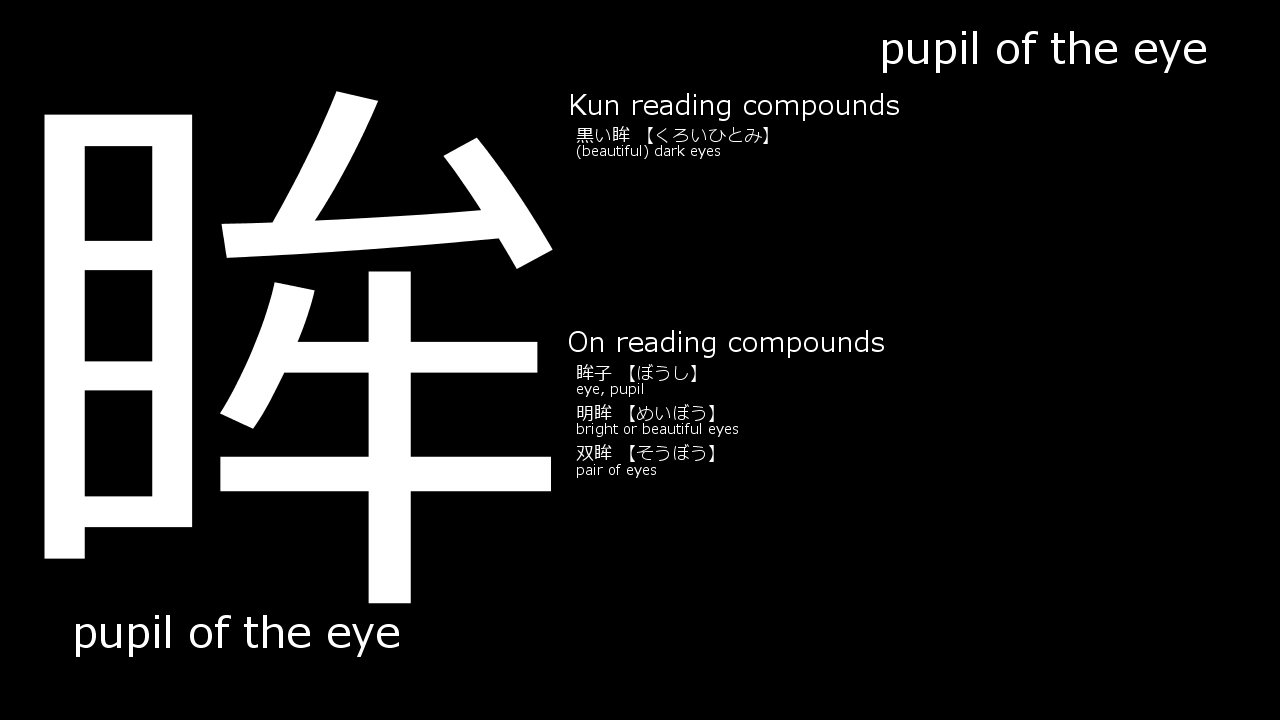 pupil of the eye
眸
Kun reading compounds
黒い眸 【くろいひとみ】
(beautiful) dark eyes
On reading compounds
眸子 【ぼうし】
eye, pupil
明眸 【めいぼう】
bright or beautiful eyes
双眸 【そうぼう】
pair of eyes
pupil of the eye